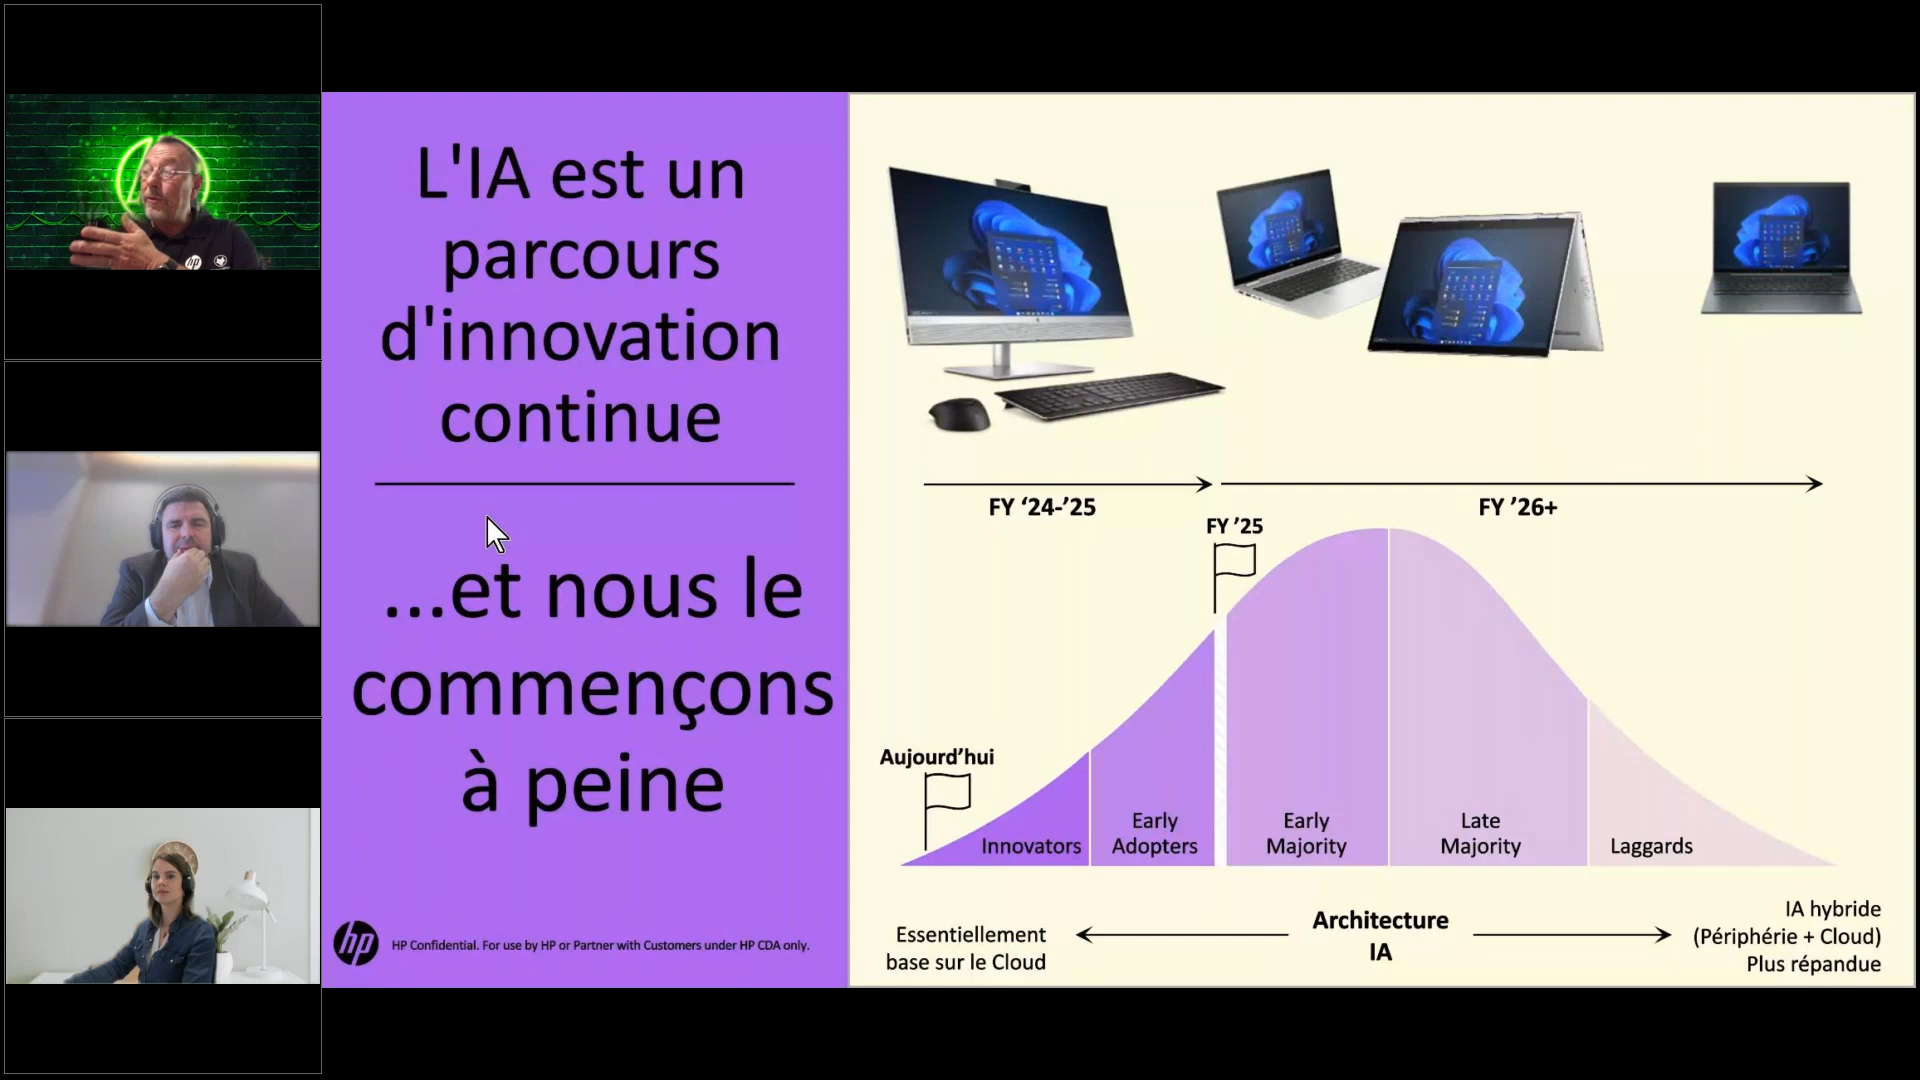 L'IA est un
parcours
d'innovation
continue
...et nous le
commençons
à peine
hp
HP Confidential. For use by HP or Partner with Customers under HP CDA only.
FY ‘24-’25
FY ’26+
FY ’25
Aujourd’hui
Innovators
Early
Adopters
Early
Majority
Late
Majority
Laggards
Essentiellement
base sur le Cloud
Architecture
IA
IA hybride
(Périphérie + Cloud)
Plus répandue
hp